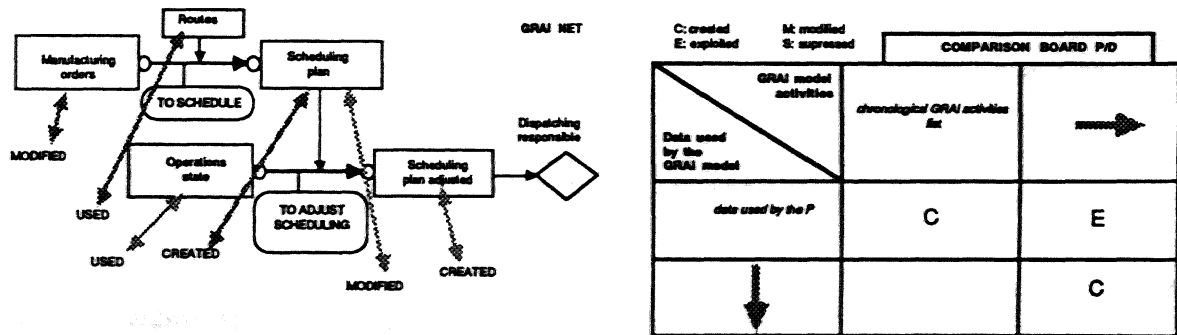 Routes
GRAI NET
Manufacturing
orders
Scheduling
plan
TO SCHEDULE
MODIFIED
Dispatching
responsible
Operations
state
Scheduling
plan adjusted
USED
TO ADJUST
SCHEDULING
USED
CREATED
MODIFIED
CREATED
C: created M: modified
E: exploited S: supressed
COMPARISON BOARD P/D
GRAI model
activities
chronological GRAI activities
list
Data used
by the
GRAI model
data used by the P
C
E
C